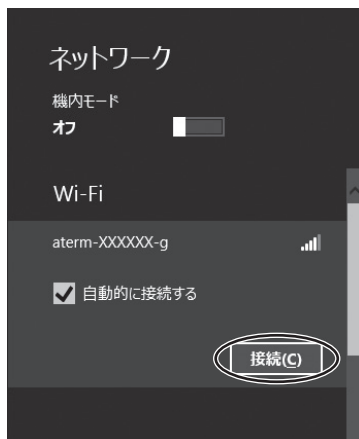 ネットワーク
機内モード
オフ
Wi-Fi
aterm-XXXXXX-g
自動的に接続する
接続(C)